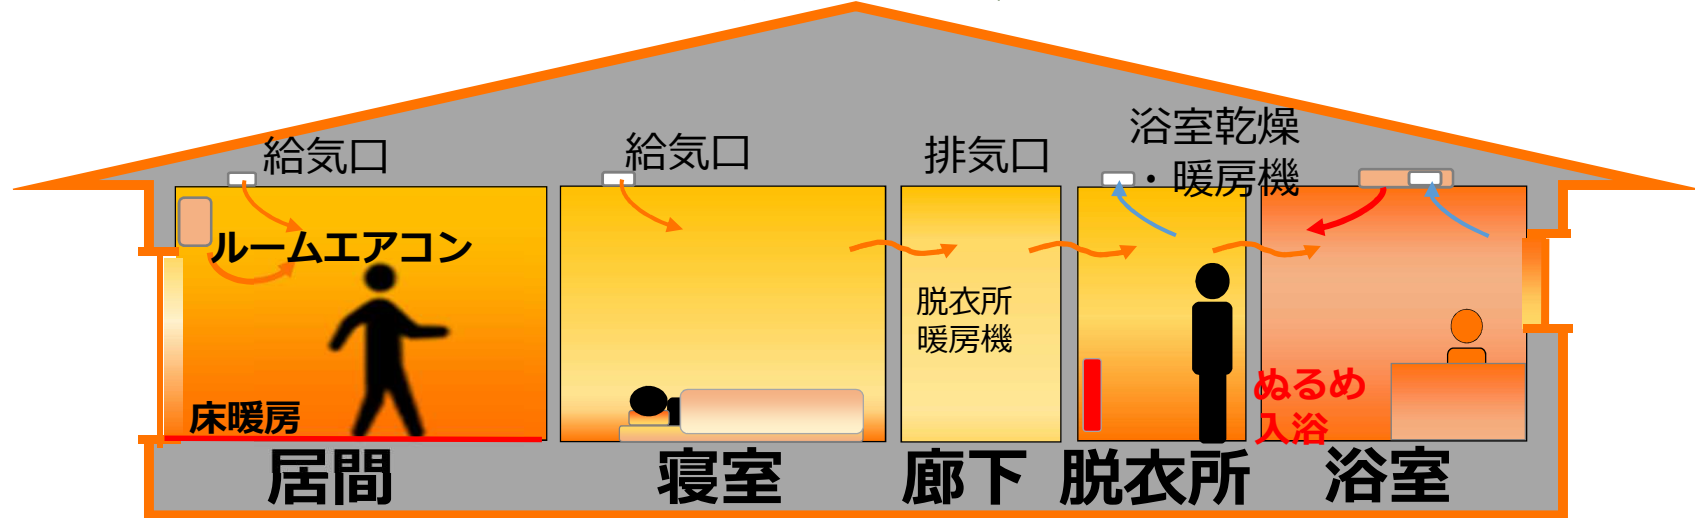 給気口
給気口
排気口
浴室乾燥
・暖房機
ルームエアコン
脱衣所
暖房機
床暖房
ぬるめ
入浴
居間
寝室
廊下
脱衣所
浴室